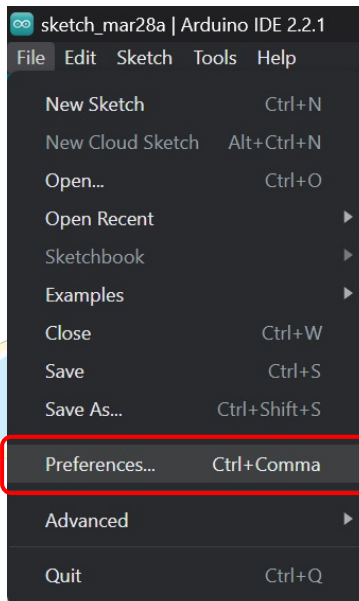 sketch_mar28a | Arduino IDE 2.2.1
File Edit Sketch Tools Help
New Sketch Ctrl+N
New Cloud Sketch Alt+Ctrl+N
Open... Ctrl+O
Open Recent
Sketchbook
Examples
Close Ctrl+W
Save Ctrl+S
Save As... Ctrl+Shift+S
Preferences... Ctrl+Comma
Advanced
Quit Ctrl+Q